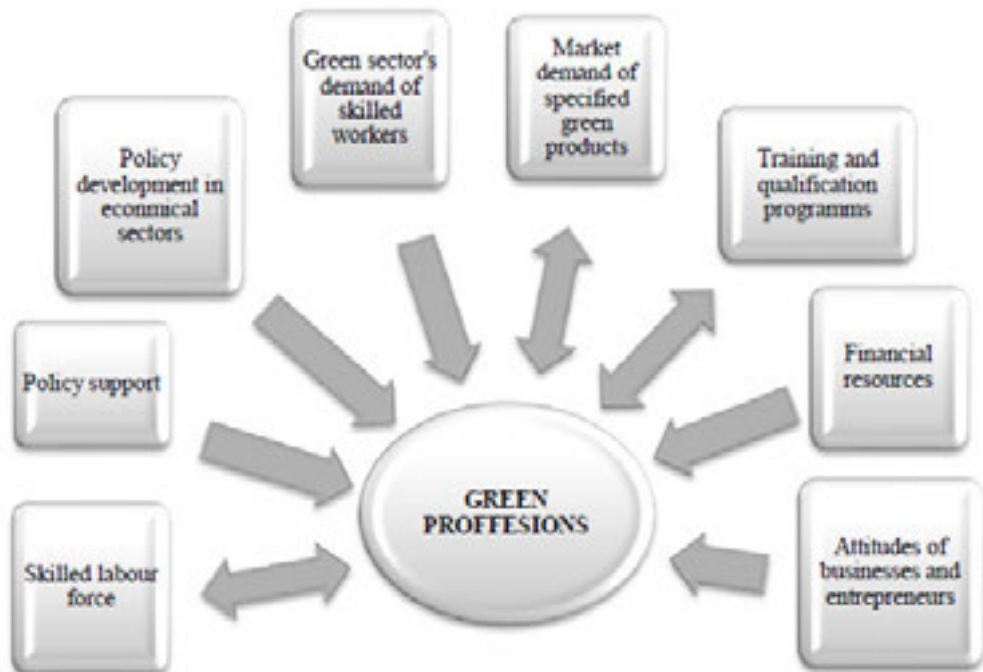 Green sector's
demand of
skilled
workers
Market
demand of
specified
green
products
Policy
development in
econmical
sectors
Training and
qualification
programms
Policy support
Financial
resources
GREEN
PROFFESIONS
Skilled labour
force
Attitudes of
businesses and
entrepreneurs